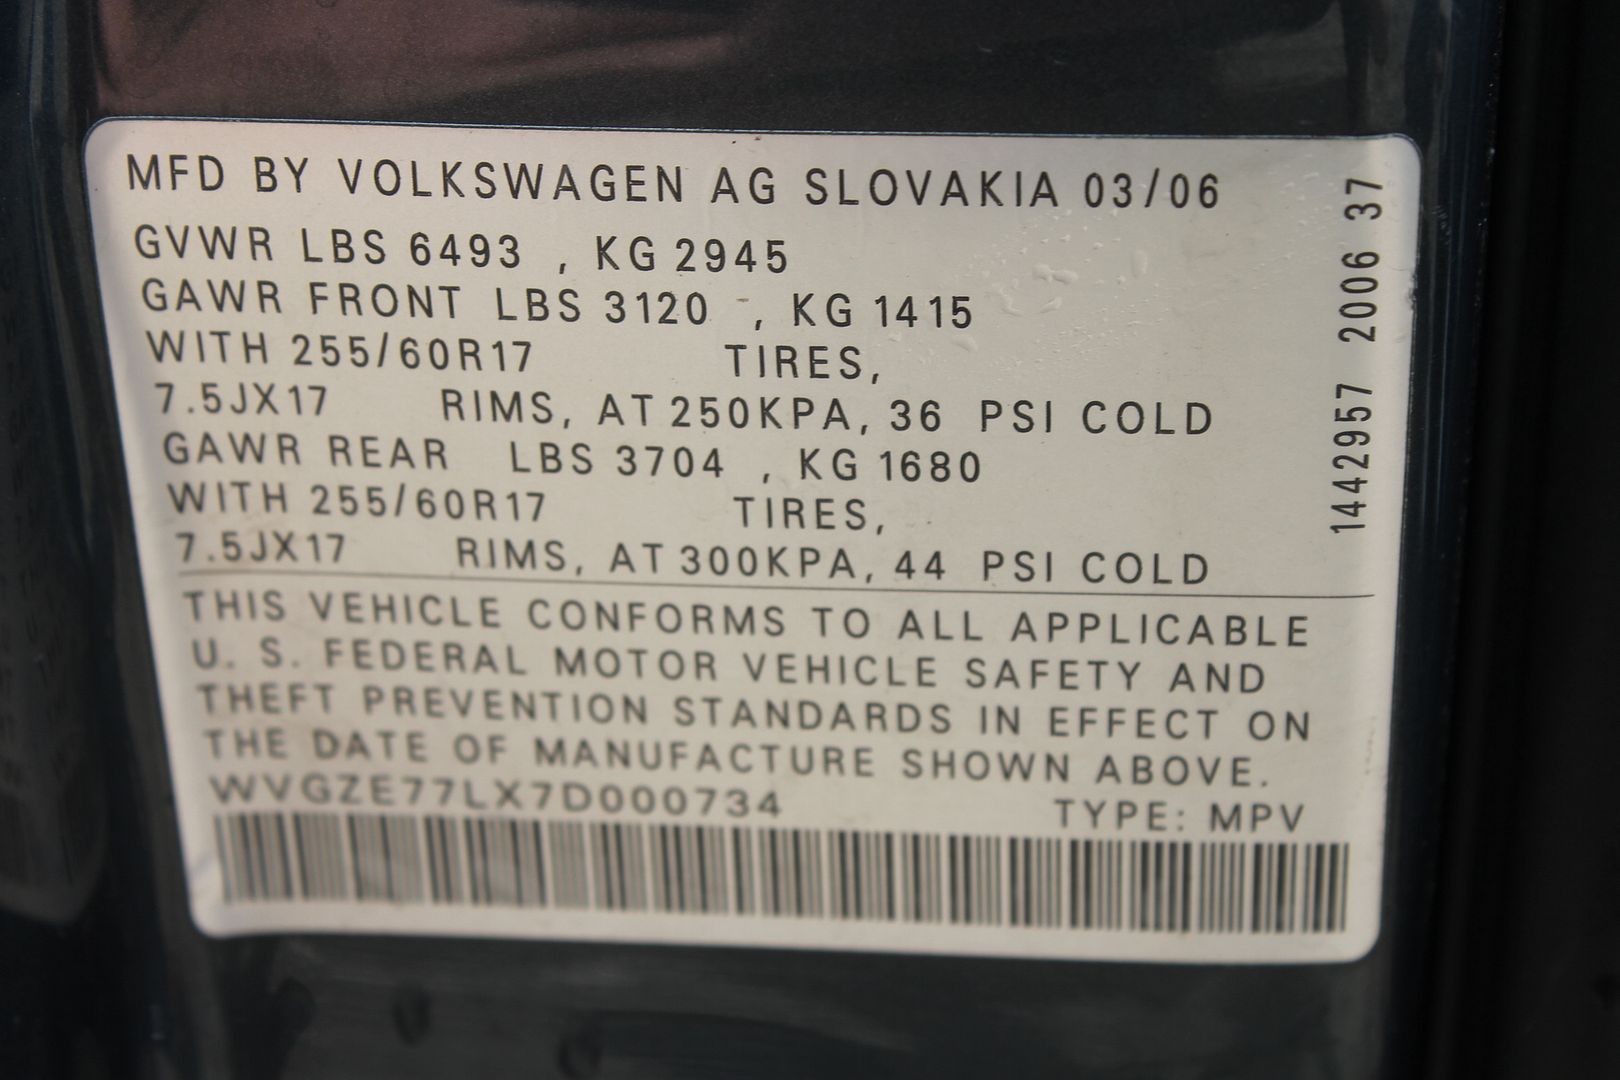 MFD BY VOLKSWAGEN AG SLOVAKIA 03/06
GVWR LBS 6493 , KG 2945
GAWR FRONT LBS 3120 , KG 1415
WITH 255/60R17 TIRES,
7.5JX17 RIMS, AT 250KPA, 36 PSI COLD
GAWR REAR LBS 3704 , KG 1680
WITH 255/60R17 TIRES,
7.5JX17 RIMS, AT 300KPA, 44 PSI COLD
THIS VEHICLE CONFORMS TO ALL APPLICABLE
U. S. FEDERAL MOTOR VEHICLE SAFETY AND
THEFT PREVENTION STANDARDS IN EFFECT ON
THE DATE OF MANUFACTURE SHOWN ABOVE.
WVGZE77LX7D000734 TYPE: MPV
1442957 2006 37